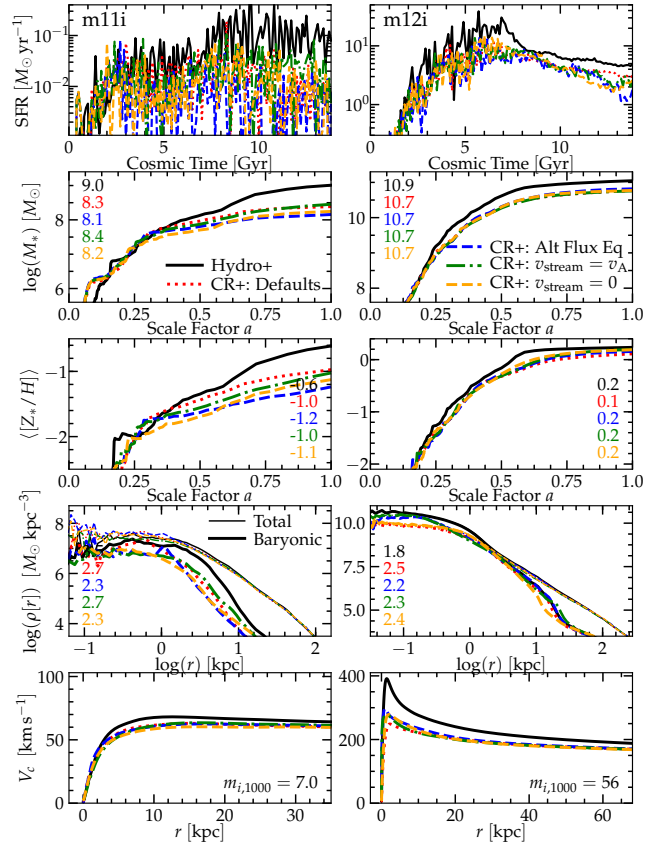 m11i
m12i
SFR [M⊙ yr⁻¹]
10⁻¹
10⁻²
10¹
10⁰
5 10
5 10
Cosmic Time [Gyr]
Cosmic Time [Gyr]
log(M*) [M⊙]
9.0
8.3
8.1
8.4
8.2
Hydro+
CR+: Defaults
10.9
10.7
10.7
10.7
10.7
CR+: Alt Flux Eq
CR+: v_stream = v_A
CR+: v_stream = 0
8
6
10
8
0.0 0.25 0.5 0.75 1.0
0.0 0.25 0.5 0.75 1.0
Scale Factor a
Scale Factor a
⟨[Z*/H]⟩
-0.6
-1.0
-1.2
-1.0
-1.1
0.2
0.1
0.2
0.2
0.2
−1
−2
0
−1
−2
0.0 0.25 0.5 0.75 1.0
0.0 0.25 0.5 0.75 1.0
Scale Factor a
Scale Factor a
log(ρ[r]) [M⊙ kpc⁻³]
Total
Baryonic
2.7
2.3
2.7
2.3
1.8
2.5
2.2
2.3
2.4
8
6
4
10.0
7.5
5.0
−1 0 1 2
−1 0 1 2
log(r) [kpc]
log(r) [kpc]
V_c [km s⁻¹]
100
50
0
400
200
0
m_i,1000 = 7.0
m_i,1000 = 56
0 10 20 30
0 20 40 60
r [kpc]
r [kpc]